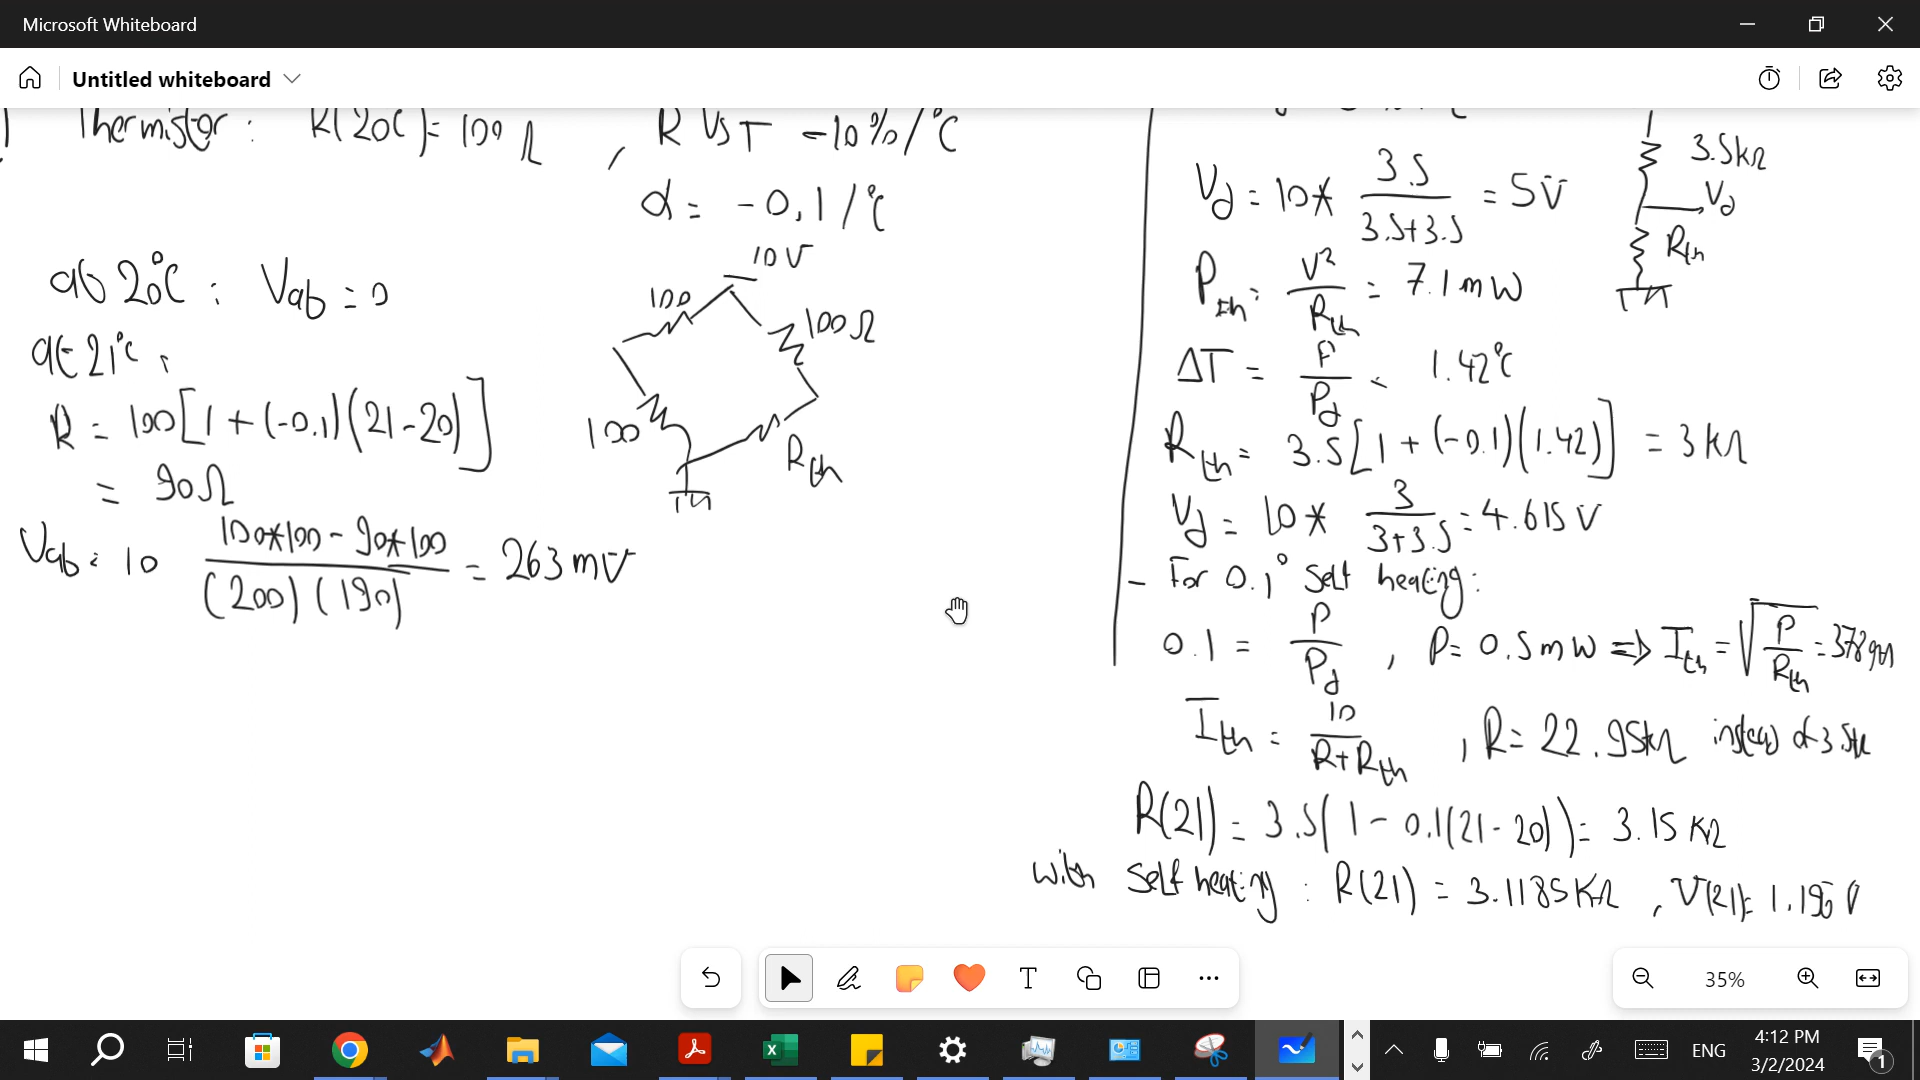 Microsoft Whiteboard
Untitled whiteboard
Thermistor : R(20C)= 100 Ω , R VS T -10%/°C
α = -0.1/°C
at 20°C : Vab = 0
at 21°C :
R = 100[1 + (-0.1)(21-20)]
= 90Ω
Vab = 10 (100*100 - 90*100)/((200)(190)) = 263 mV
10V
100
100Ω
100
Rth
Vd = 10* 3.5/(3.5+3.5) = 5V
3.5kΩ
Vd
Rth
Pth = V²/Rth = 7.1 mW
ΔT = P/Pd = 1.42°C
Rth = 3.5[1 + (-0.1)(1.42)] = 3 kΩ
Vd = 10* 3/(3+3.5) = 4.615 V
- For 0.1° Self heating:
0.1 = P/Pd , P= 0.5 mW => Ith = √(P/Rth) = 378
Ith = 10/(R+Rth) , R= 22.95kΩ instead of 3.5k
R(21) = 3.5(1 - 0.1(21-20)) = 3.15 KΩ
with Self heating : R(21) = 3.1185KΩ , V(21)= 1.196 V
35%
ENG
4:12 PM
3/2/2024
1